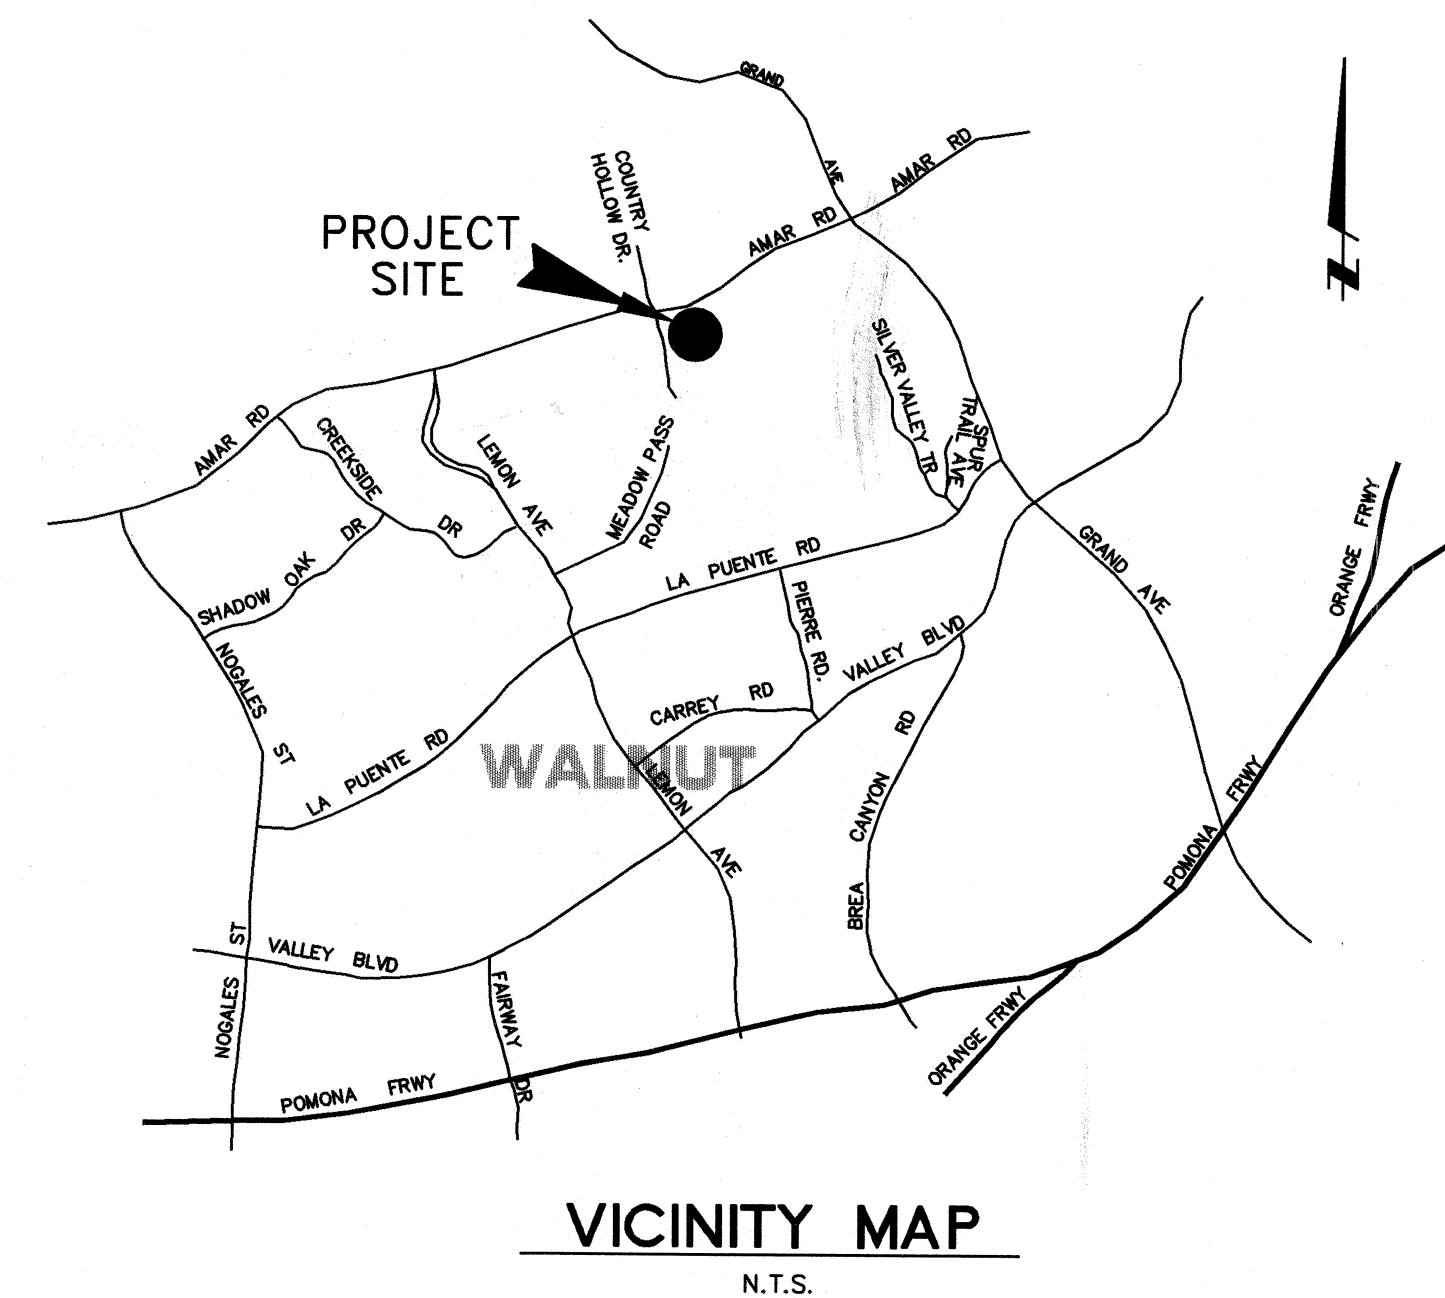 GRAND
AVE
AMAR RD
COUNTRY
HOLLOW DR.
AMAR RD
PROJECT
SITE
SILVER VALLEY TR
SPUR
TRAIL AVE
AMAR RD
CREEKSIDE
DR
LEMON AVE
MEADOW PASS
ROAD
SHADOW OAK DR
LA PUENTE RD
GRAND AVE
ORANGE FRWY
PIERRE RD.
VALLEY BLVD
NOGALES ST
CARREY RD
LA PUENTE RD
WALNUT
LEMON
AVE
BREA CANYON RD
POMONA FRWY
NOGALES ST
VALLEY BLVD
FAIRWAY
DR
ORANGE FRWY
POMONA FRWY
N
VICINITY MAP
N.T.S.